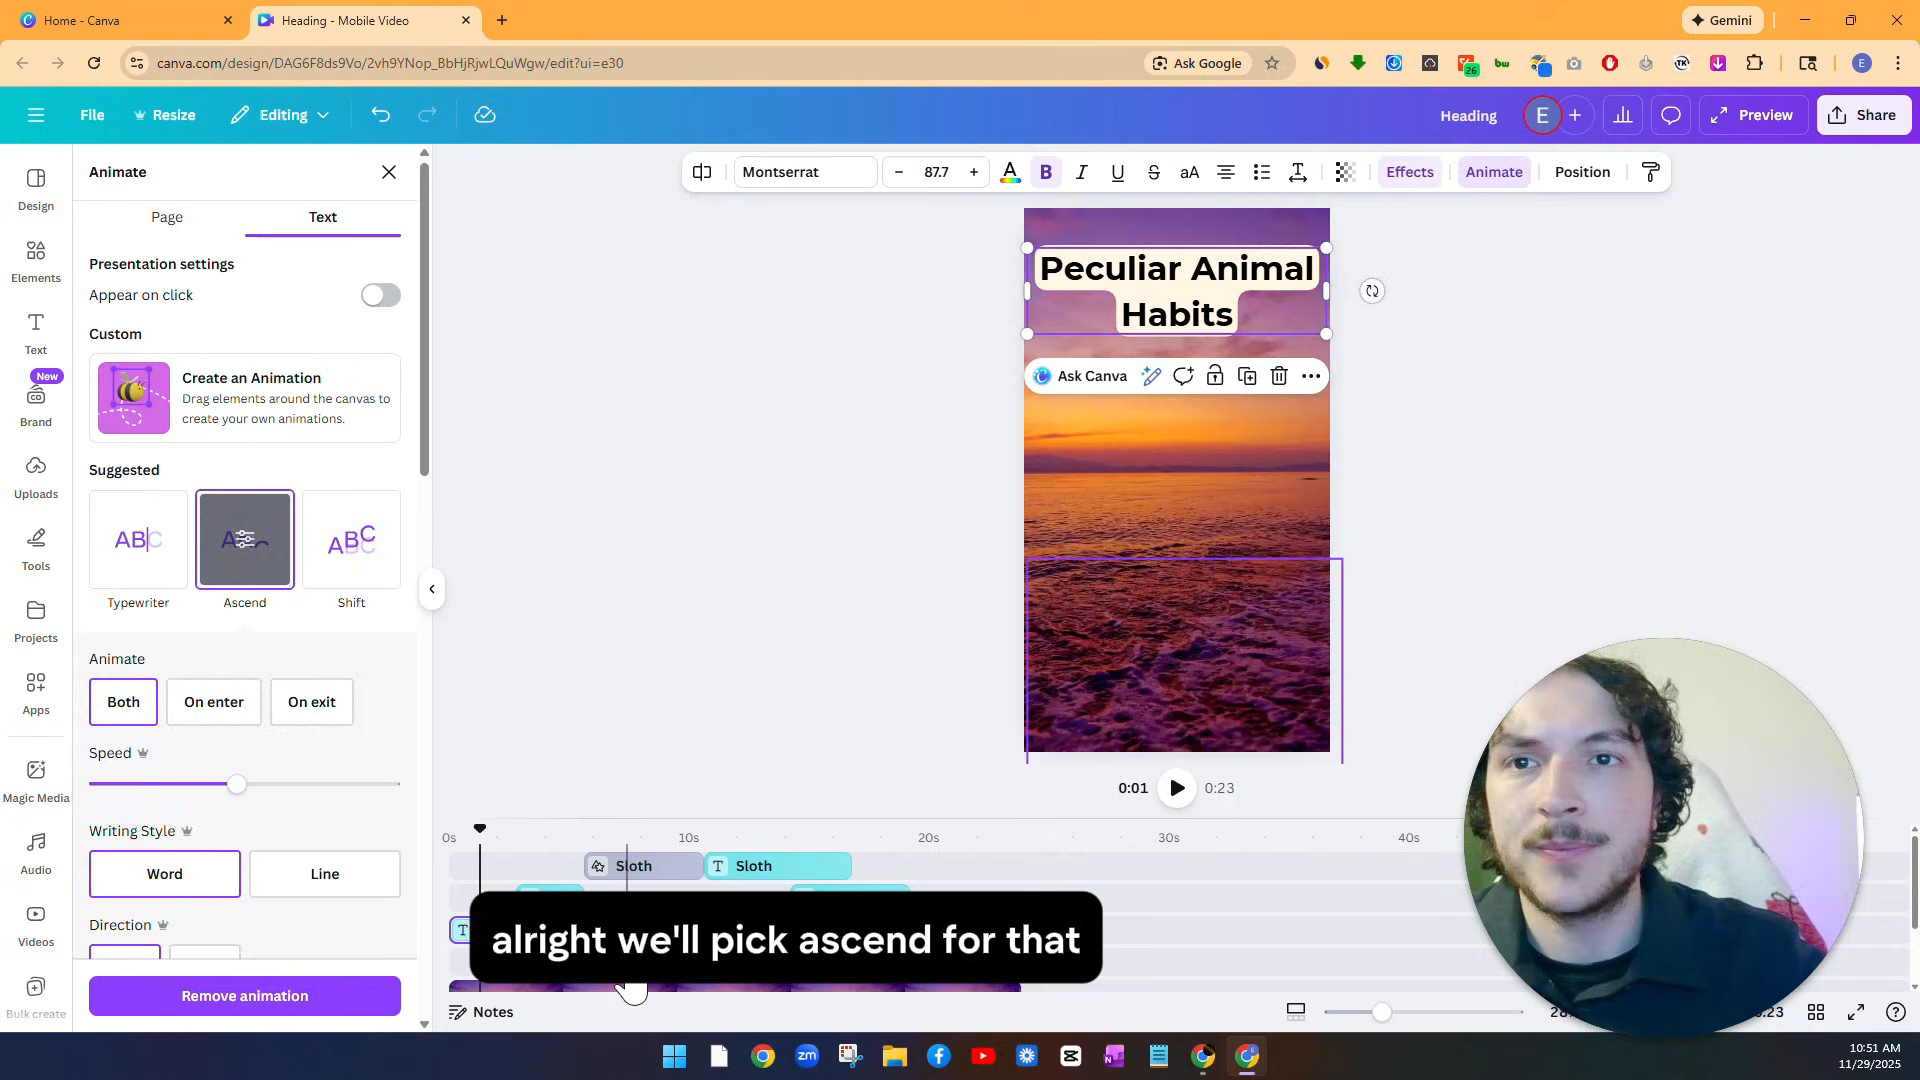 Home - Canva
Heading - Mobile Video
Gemini
canva.com/design/DAG6F8ds9Vo/2vh9YNop_BbHjRjwLQuWgw/edit?ui=e30
Ask Google
26
bw
TK
E
File
Resize
Editing
Heading
E
Preview
Share
Design
Elements
Text
New
Brand
Uploads
Tools
Projects
Apps
Magic Media
Audio
Videos
Bulk create
Animate
Page
Text
Presentation settings
Appear on click
Custom
Create an Animation
Drag elements around the canvas to
create your own animations.
Suggested
ABC
ABC
Typewriter
Ascend
Shift
Animate
Both
On enter
On exit
Speed
Writing Style
Word
Line
Direction
Remove animation
Montserrat
87.7
A
B
I
U
S
aA
Effects
Animate
Position
Peculiar Animal
Habits
Ask Canva
0:01
0:23
0s
10s
20s
30s
40s
Sloth
T
Sloth
T
alright we'll pick ascend for that
Notes
zm
10:51 AM
11/29/2025